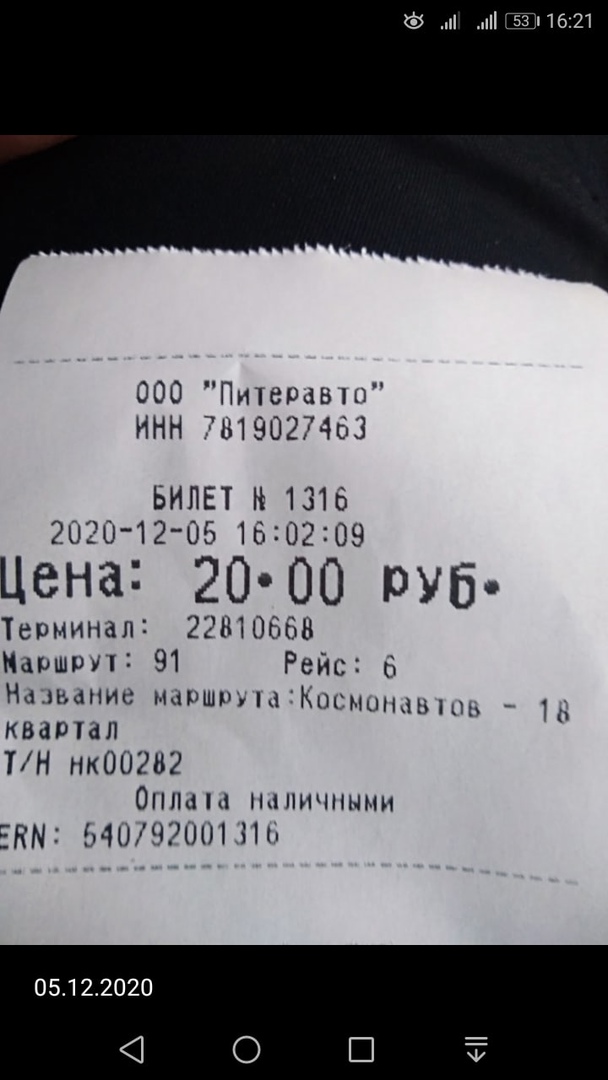 53 16:21
ООО "Питеравто"
ИНН 7819027463
БИЛЕТ № 1316
2020-12-05 16:02:09
Цена: 20.00 руб.
Терминал: 22810668
Маршрут: 91 Рейс: 6
Название маршрута:Космонавтов - 18
квартал
Т/Н нк00282
Оплата наличными
ERN: 540792001316
05.12.2020